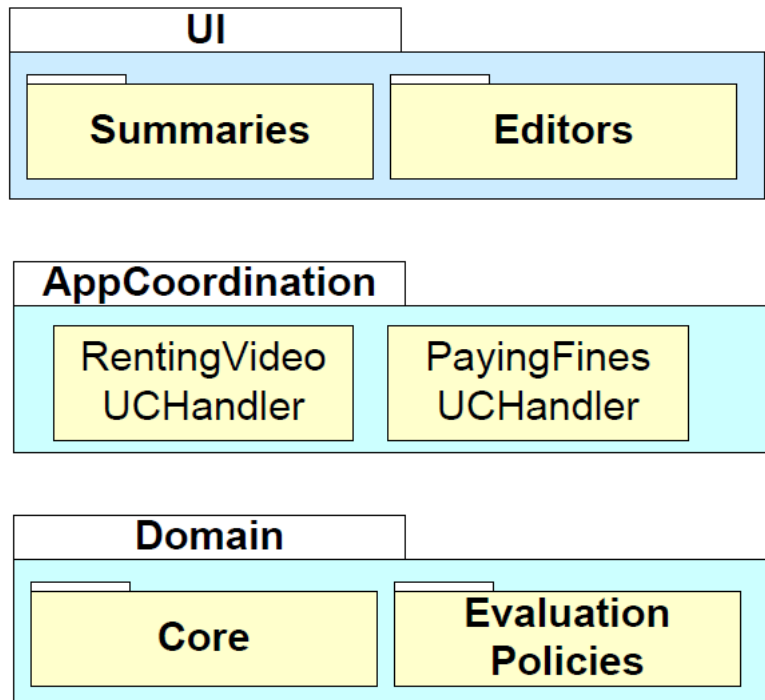 UI
Summaries
Editors
AppCoordination
RentingVideo
UCHandler
PayingFines
UCHandler
Domain
Core
Evaluation
Policies